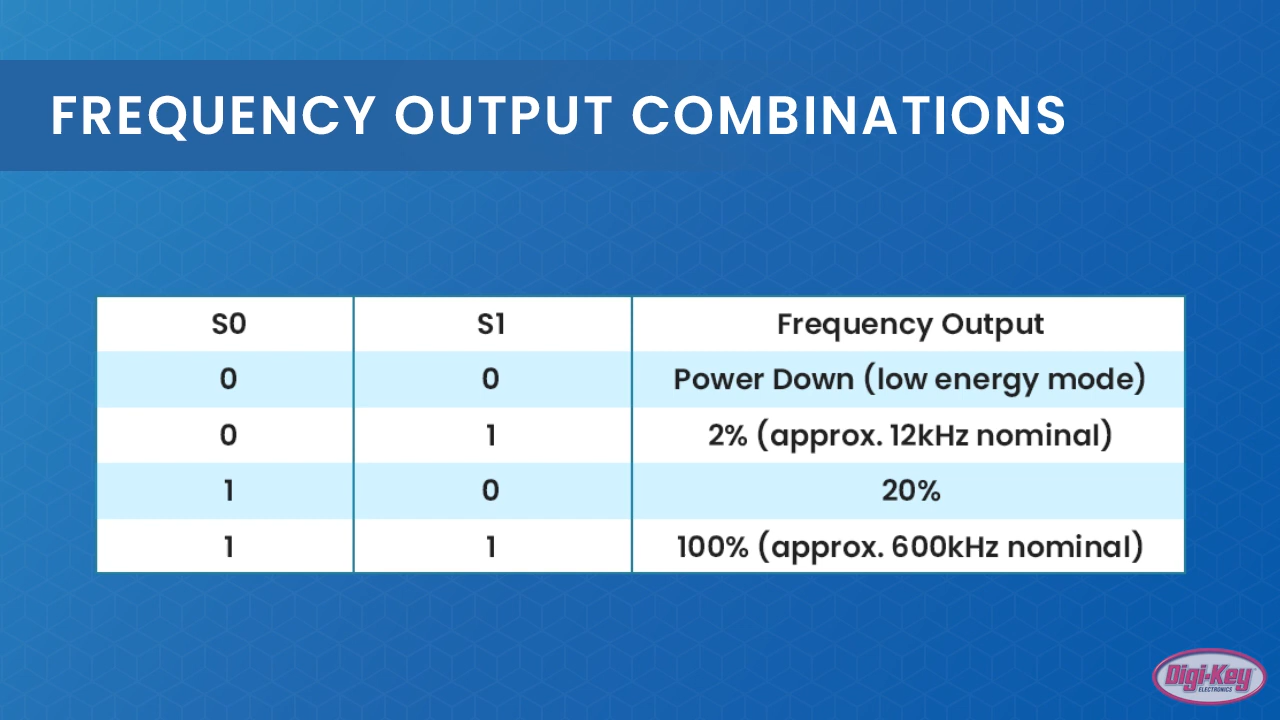 FREQUENCY OUTPUT COMBINATIONS
S0 S1 Frequency Output
0 0 Power Down (low energy mode)
0 1 2% (approx. 12kHz nominal)
1 0 20%
1 1 100% (approx. 600kHz nominal)
Digi-Key
ELECTRONICS